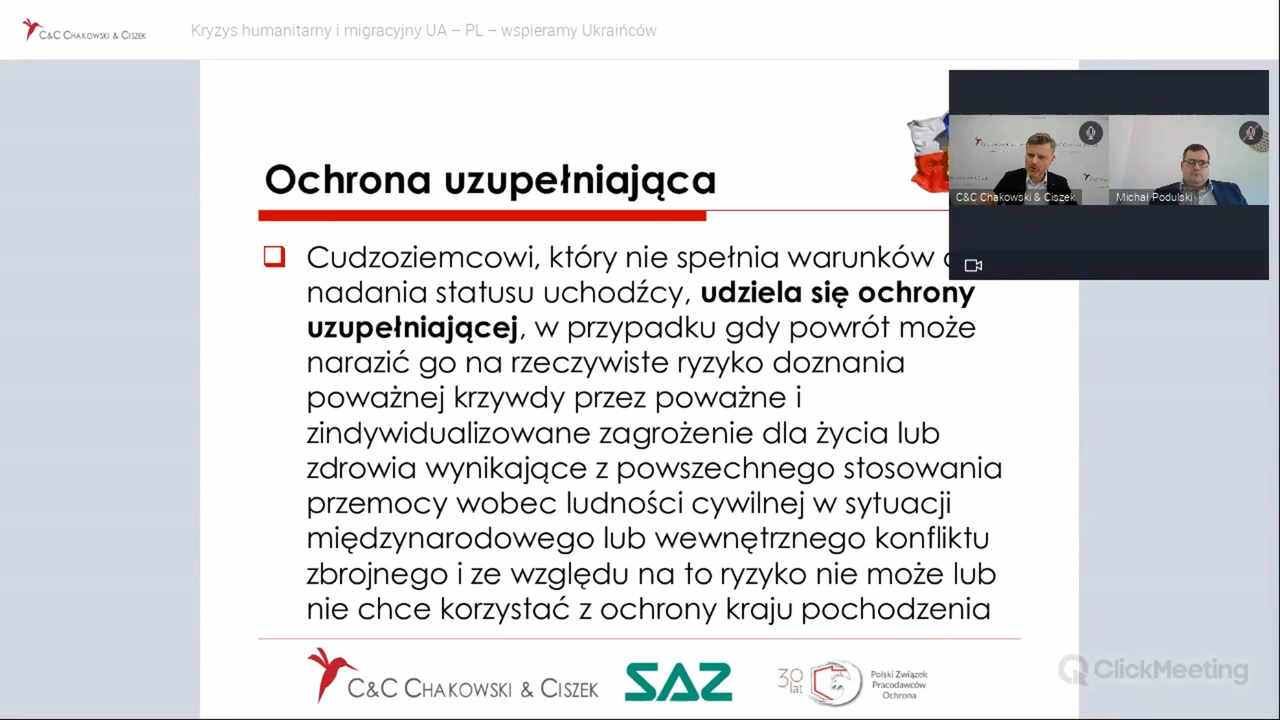 C&C CHAKOWSKI & CISZEK
Kryzys humanitarny i migracyjny UA – PL – wspieramy Ukraińców
Ochrona uzupełniająca
C&C Chakowski & Ciszek
Michał Podulski
Cudzoziemcowi, który nie spełnia warunków
nadania statusu uchodźcy, udziela się ochrony
uzupełniającej, w przypadku gdy powrót może
narazić go na rzeczywiste ryzyko doznania
poważnej krzywdy przez poważne i
zindywidualizowane zagrożenie dla życia lub
zdrowia wynikające z powszechnego stosowania
przemocy wobec ludności cywilnej w sytuacji
międzynarodowego lub wewnętrznego konfliktu
zbrojnego i ze względu na to ryzyko nie może lub
nie chce korzystać z ochrony kraju pochodzenia
C&C CHAKOWSKI & CISZEK
SAZ
30 lat
Polski Związek
Pracodawców
Ochrona
ClickMeeting